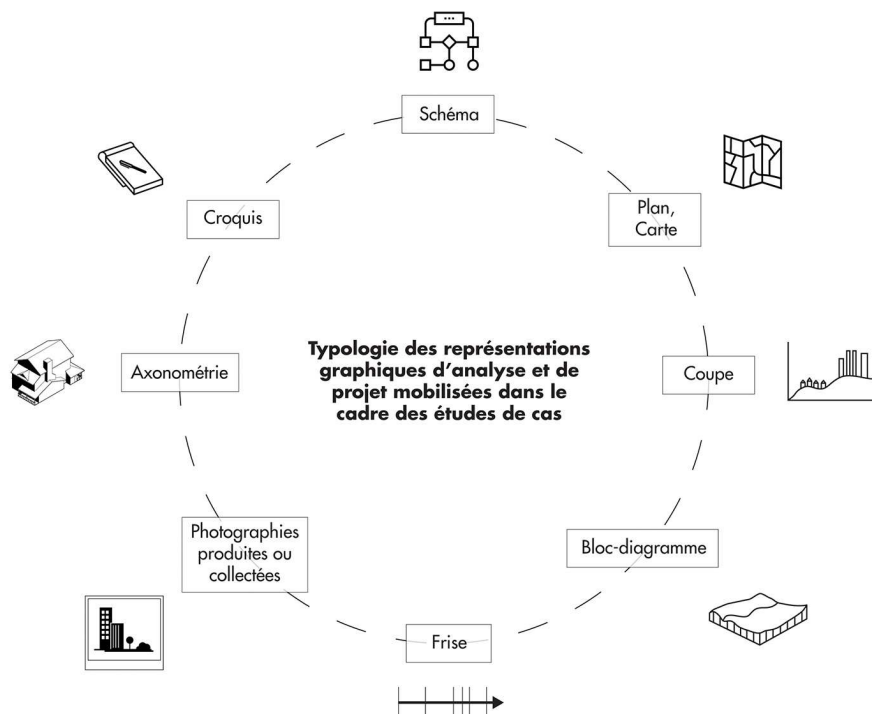 Schéma
Croquis
Plan,
Carte
Axonométrie
Typologie des représentations
graphiques d'analyse et de
projet mobilisées dans le
cadre des études de cas
Coupe
Photographies
produites ou
collectées
Bloc-diagramme
Frise